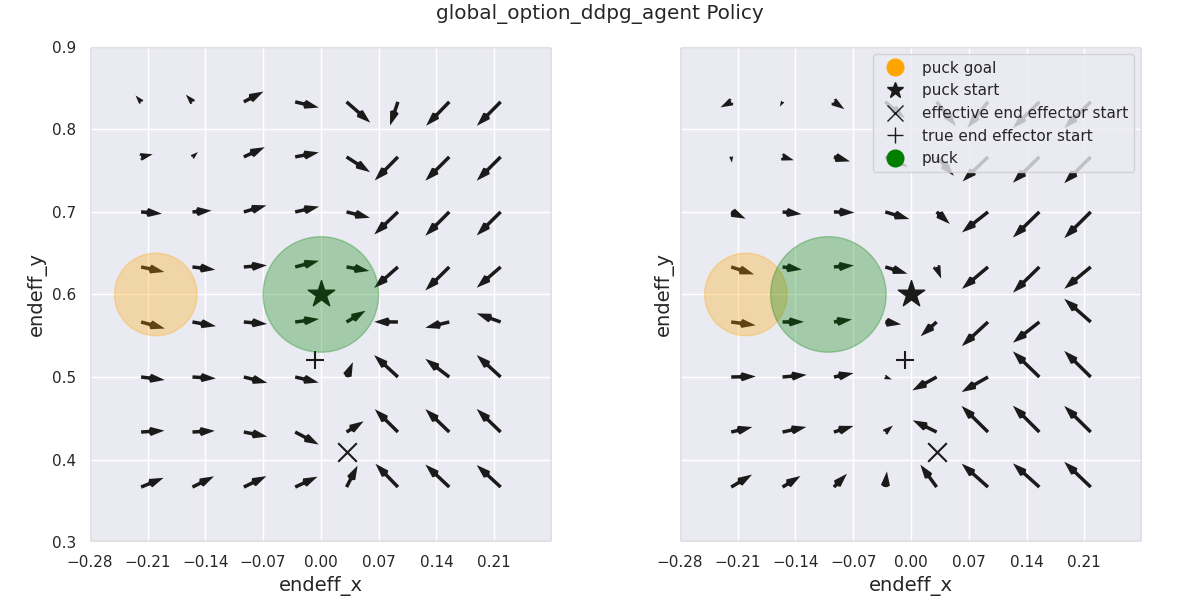 global_option_ddpg_agent Policy
0.9
0.8
0.7
0.6
0.5
0.4
0.3
endeff_y
−0.28 −0.21 −0.14 −0.07 0.00 0.07 0.14 0.21
endeff_x
endeff_y
puck goal
puck start
effective end effector start
true end effector start
puck
−0.28 −0.21 −0.14 −0.07 0.00 0.07 0.14 0.21
endeff_x